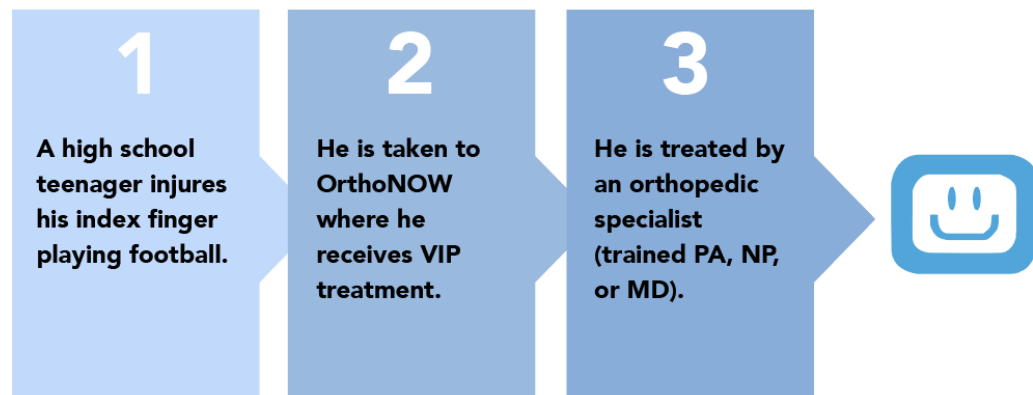 1
A high school
teenager injures
his index finger
playing football.
2
He is taken to
OrthoNOW
where he
receives VIP
treatment.
3
He is treated by
an orthopedic
specialist
(trained PA, NP,
or MD).